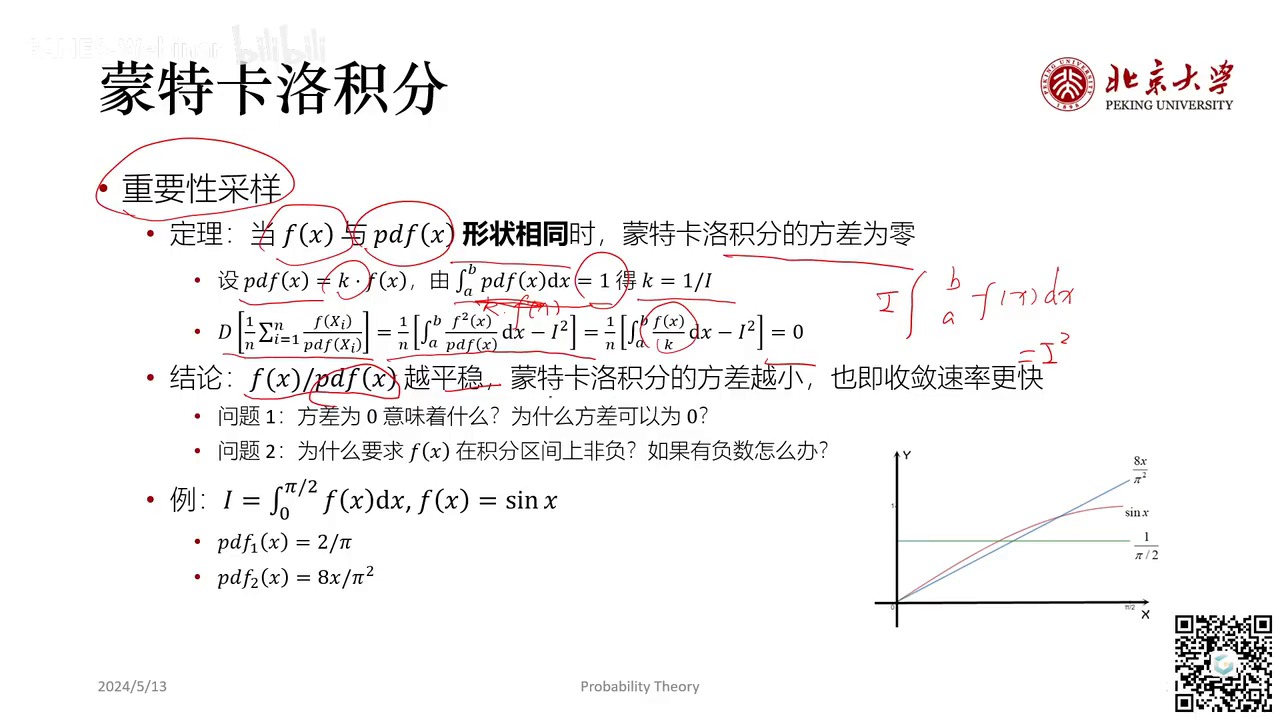 bilibili
蒙特卡洛积分
北京大学
PEKING UNIVERSITY
• 重要性采样
• 定理：当 f(x) 与 pdf(x) 形状相同时，蒙特卡洛积分的方差为零
• 设 pdf(x) = k · f(x)，由 ∫_a^b pdf(x)dx = 1 得 k = 1/I
k · f(x)
I ∫_a^b f(x)dx
• D[1/n ∑_{i=1}^n f(X_i)/pdf(X_i)] = 1/n [∫_a^b f²(x)/pdf(x) dx − I²] = 1/n [∫_a^b f(x)/k dx − I²] = 0
= I²
• 结论：f(x)/pdf(x) 越平稳，蒙特卡洛积分的方差越小，也即收敛速率更快
• 问题 1：方差为 0 意味着什么？为什么方差可以为 0？
• 问题 2：为什么要求 f(x) 在积分区间上非负？如果有负数怎么办？
• 例：I = ∫_0^{π/2} f(x)dx, f(x) = sin x
• pdf₁(x) = 2/π
• pdf₂(x) = 8x/π²
Y
8x/π²
1
sin x
1/(π/2)
0
π/2
X
2024/5/13
Probability Theory